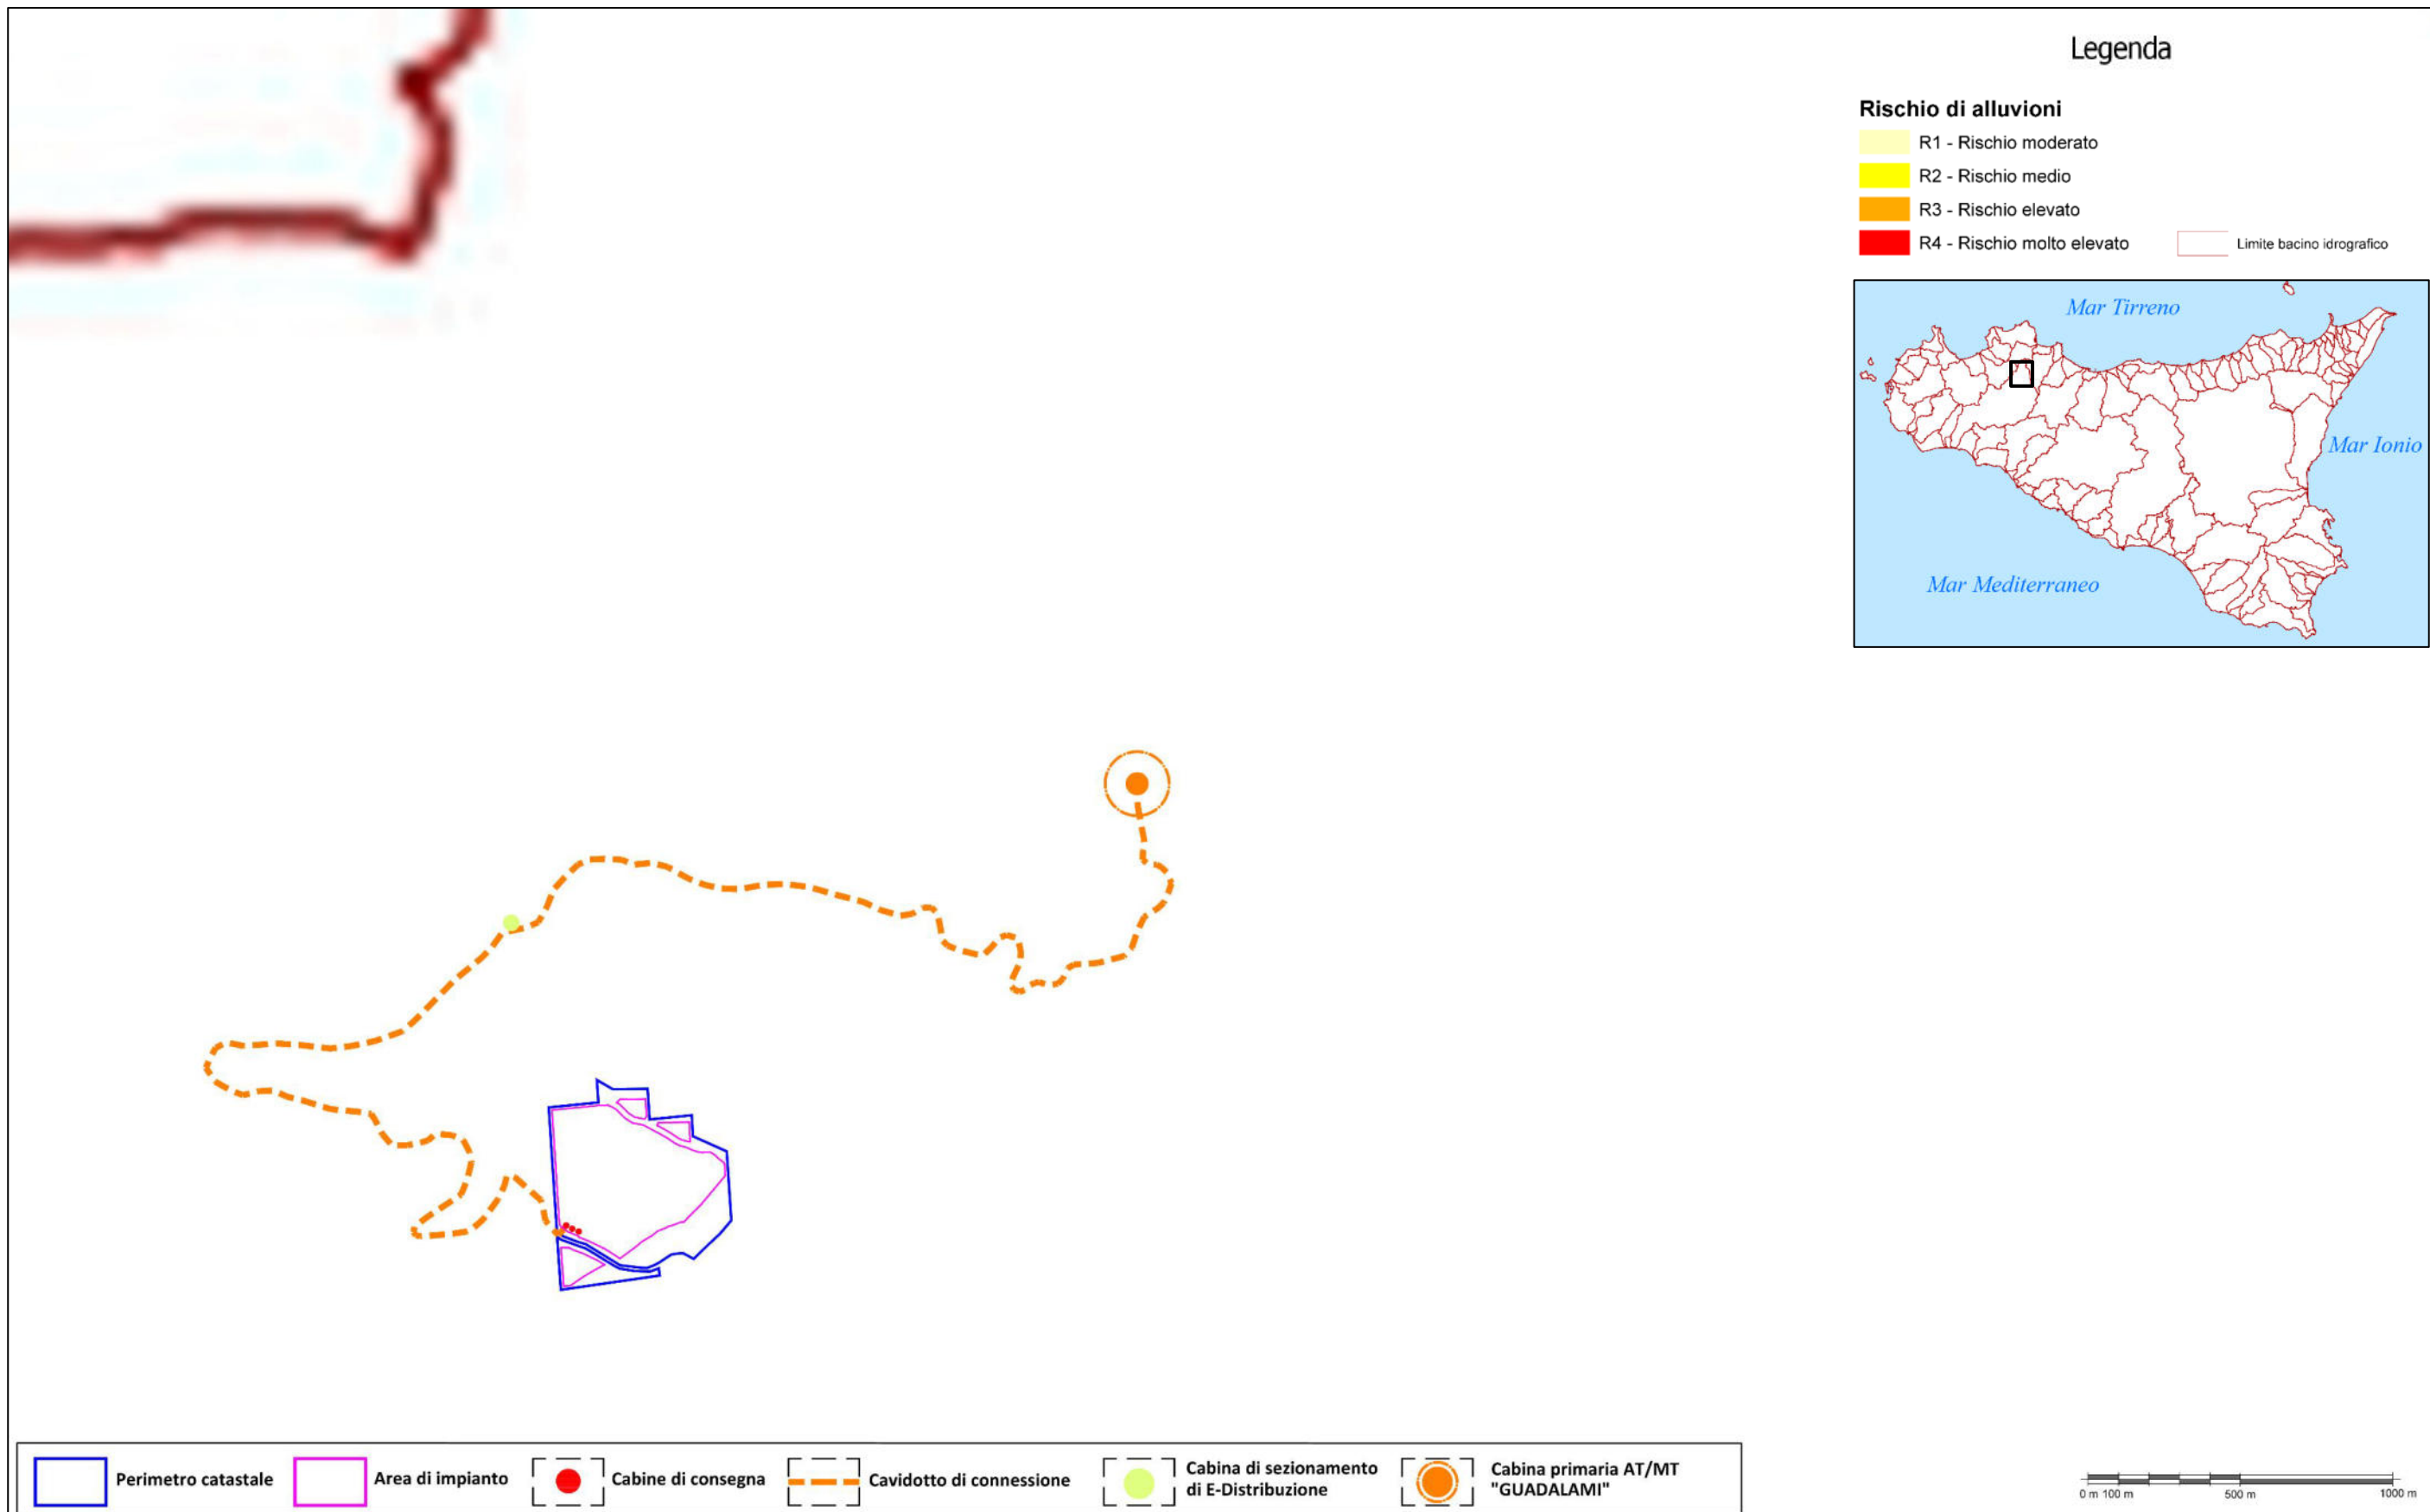 Legenda
Rischio di alluvioni
R1 - Rischio moderato
R2 - Rischio medio
R3 - Rischio elevato
R4 - Rischio molto elevato
Limite bacino idrografico
Mar Tirreno
Mar Ionio
Mar Mediterraneo
Perimetro catastale
Area di impianto
Cabine di consegna
Cavidotto di connessione
Cabina di sezionamento
di E-Distribuzione
Cabina primaria AT/MT
"GUADALAMI"
0 m 100 m 500 m 1000 m